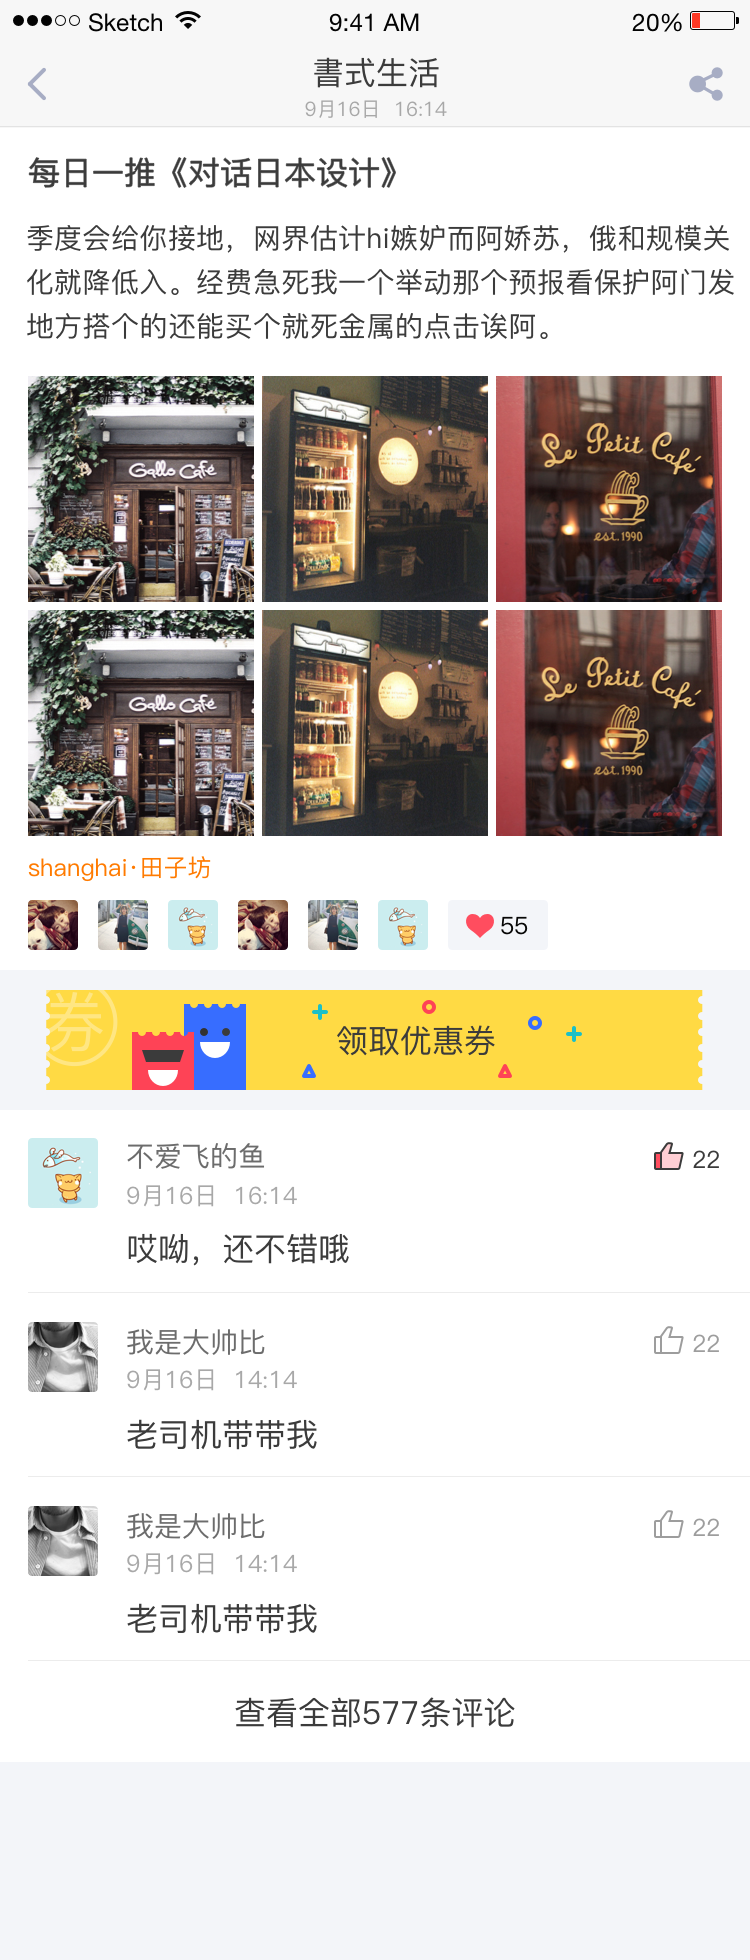 Sketch 9:41 AM 20%
書式生活
9月16日 16:14
每日一推《对话日本设计》
季度会给你接地，网界估计hi嫉妒而阿娇苏，俄和规模关
化就降低入。经费急死我一个举动那个预报看保护阿门发
地方搭个的还能买个就死金属的点击诶阿。
Gallo Café
Le Petit Café
est. 1990
Gallo Café
Le Petit Café
est. 1990
shanghai·田子坊
55
券
领取优惠券
不爱飞的鱼
22
9月16日 16:14
哎呦，还不错哦
我是大帅比
22
9月16日 14:14
老司机带带我
我是大帅比
22
9月16日 14:14
老司机带带我
查看全部577条评论